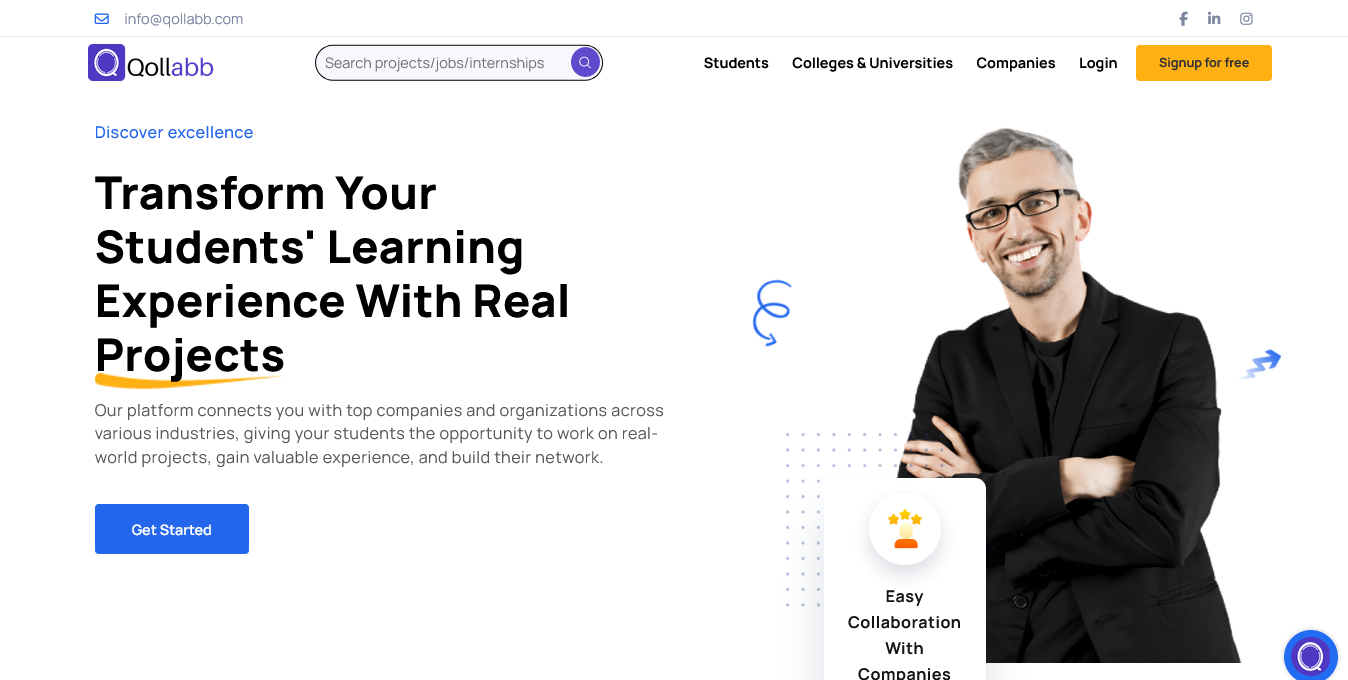 info@qollabb.com
Qollabb
Search projects/jobs/internships
Students
Colleges & Universities
Companies
Login
Signup for free
Discover excellence
Transform Your
Students' Learning
Experience With Real
Projects
Our platform connects you with top companies and organizations across
various industries, giving your students the opportunity to work on real-
world projects, gain valuable experience, and build their network.
Get Started
Easy
Collaboration
With
Companies